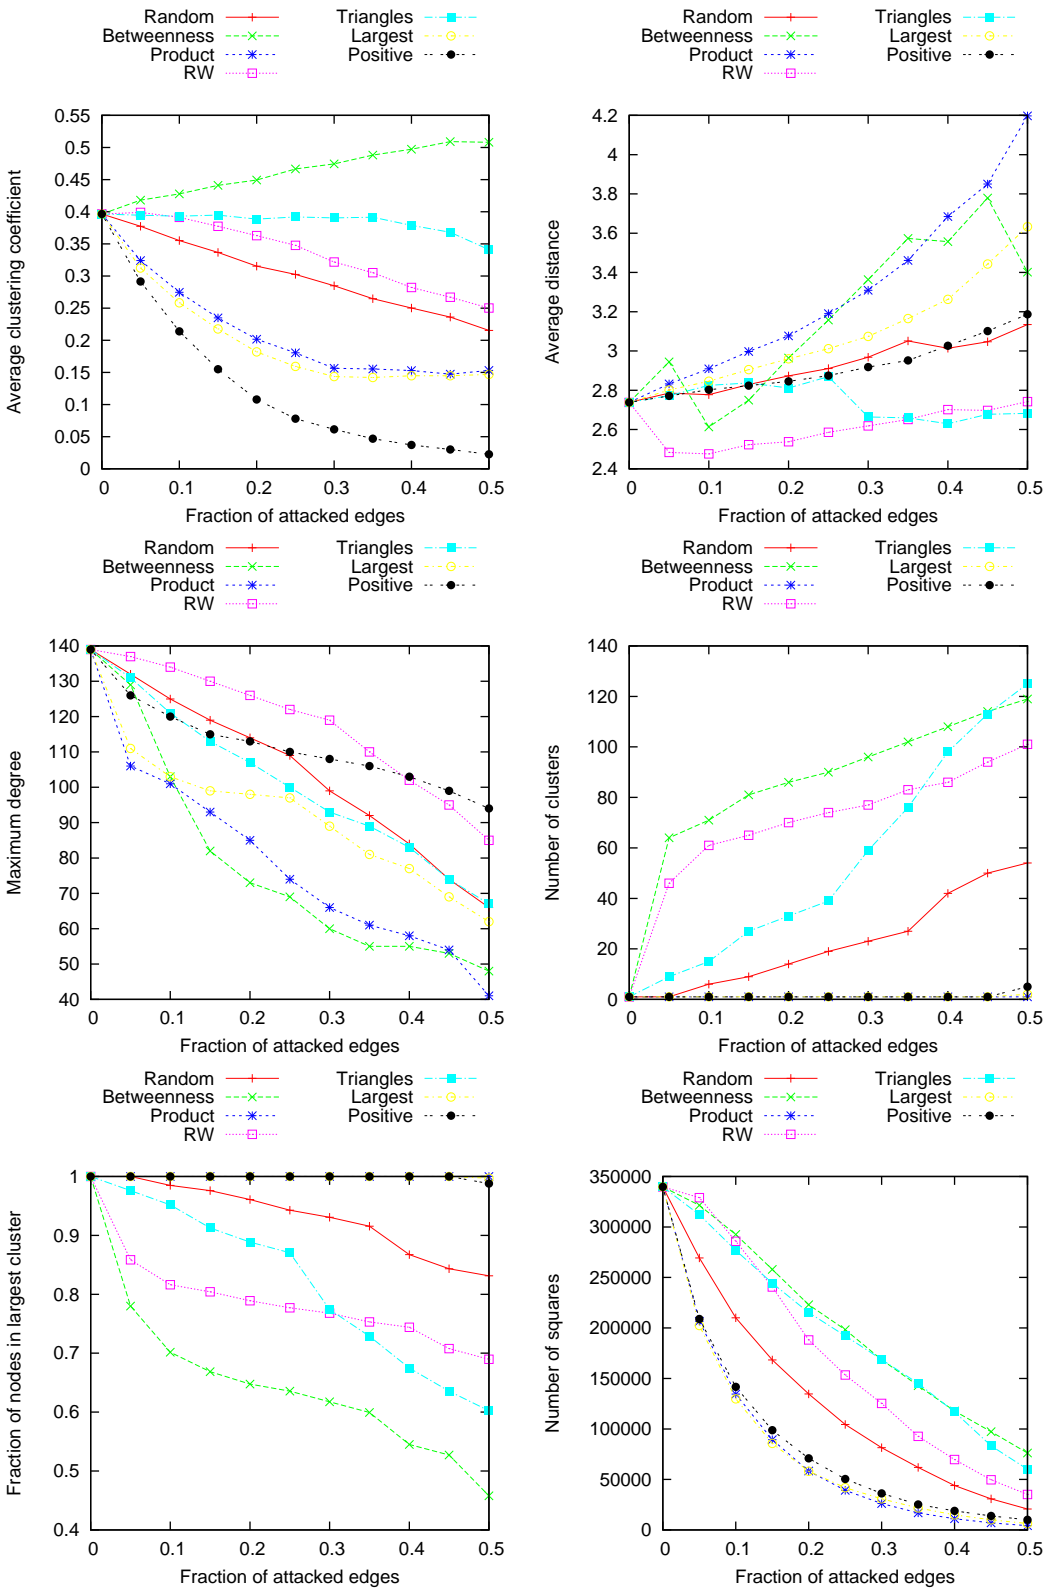 Random
Betweenness
Product
RW
Triangles
Largest
Positive
0.55
0.5
0.45
0.4
0.35
0.3
0.25
0.2
0.15
0.1
0.05
0
0 0.1 0.2 0.3 0.4 0.5
Average clustering coefficient
Fraction of attacked edges
Random
Betweenness
Product
RW
Triangles
Largest
Positive
4.2
4
3.8
3.6
3.4
3.2
3
2.8
2.6
2.4
0 0.1 0.2 0.3 0.4 0.5
Average distance
Fraction of attacked edges
Random
Betweenness
Product
RW
Triangles
Largest
Positive
140
130
120
110
100
90
80
70
60
50
40
0 0.1 0.2 0.3 0.4 0.5
Maximum degree
Fraction of attacked edges
Random
Betweenness
Product
RW
Triangles
Largest
Positive
140
120
100
80
60
40
20
0
0 0.1 0.2 0.3 0.4 0.5
Number of clusters
Fraction of attacked edges
Random
Betweenness
Product
RW
Triangles
Largest
Positive
1
0.9
0.8
0.7
0.6
0.5
0.4
0 0.1 0.2 0.3 0.4 0.5
Fraction of nodes in largest cluster
Fraction of attacked edges
Random
Betweenness
Product
RW
Triangles
Largest
Positive
350000
300000
250000
200000
150000
100000
50000
0
0 0.1 0.2 0.3 0.4 0.5
Number of squares
Fraction of attacked edges